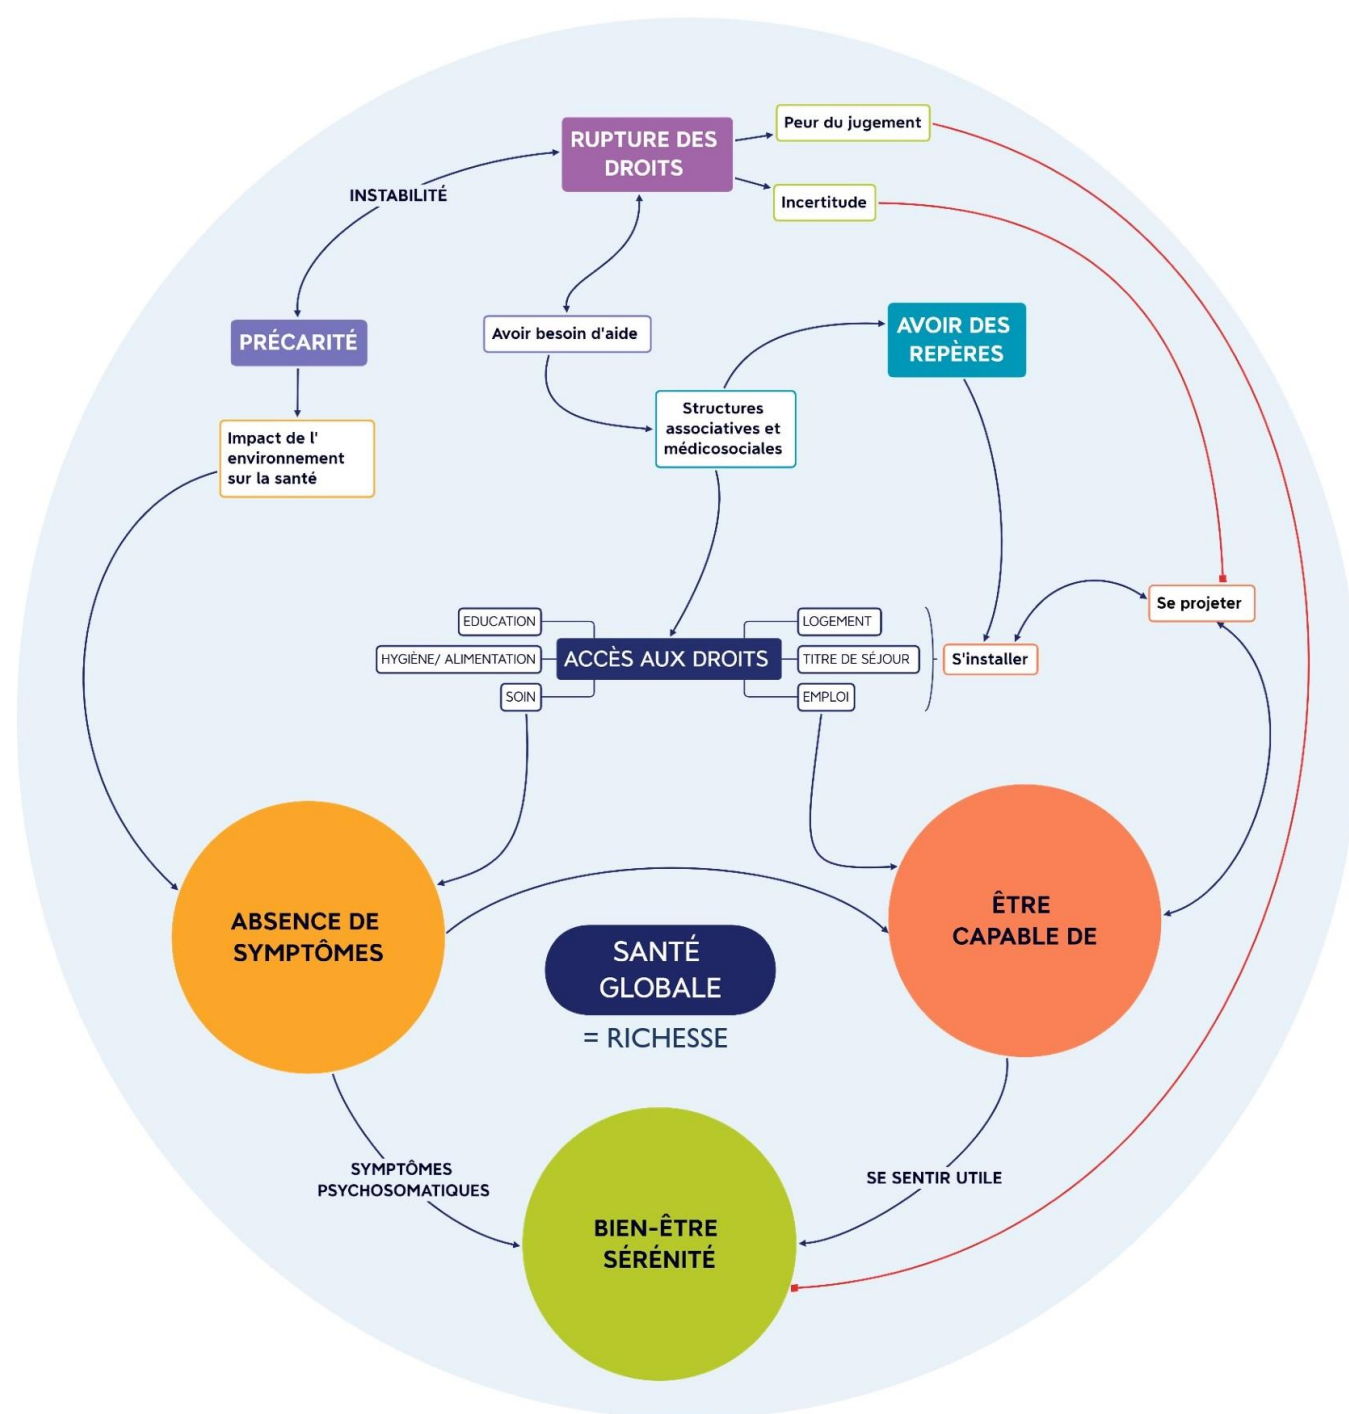 Peur du jugement
RUPTURE DES
DROITS
INSTABILITÉ
Incertitude
PRÉCARITÉ
Avoir besoin d'aide
AVOIR DES
REPÈRES
Structures
associatives et
médicosociales
Impact de l'
environnement
sur la santé
EDUCATION
HYGIÈNE/ ALIMENTATION
SOIN
ACCÈS AUX DROITS
LOGEMENT
TITRE DE SÉJOUR
EMPLOI
S'installer
Se projeter
ABSENCE DE
SYMPTÔMES
SANTÉ
GLOBALE
= RICHESSE
ÊTRE
CAPABLE DE
SYMPTÔMES
PSYCHOSOMATIQUES
SE SENTIR UTILE
BIEN-ÊTRE
SÉRÉNITÉ